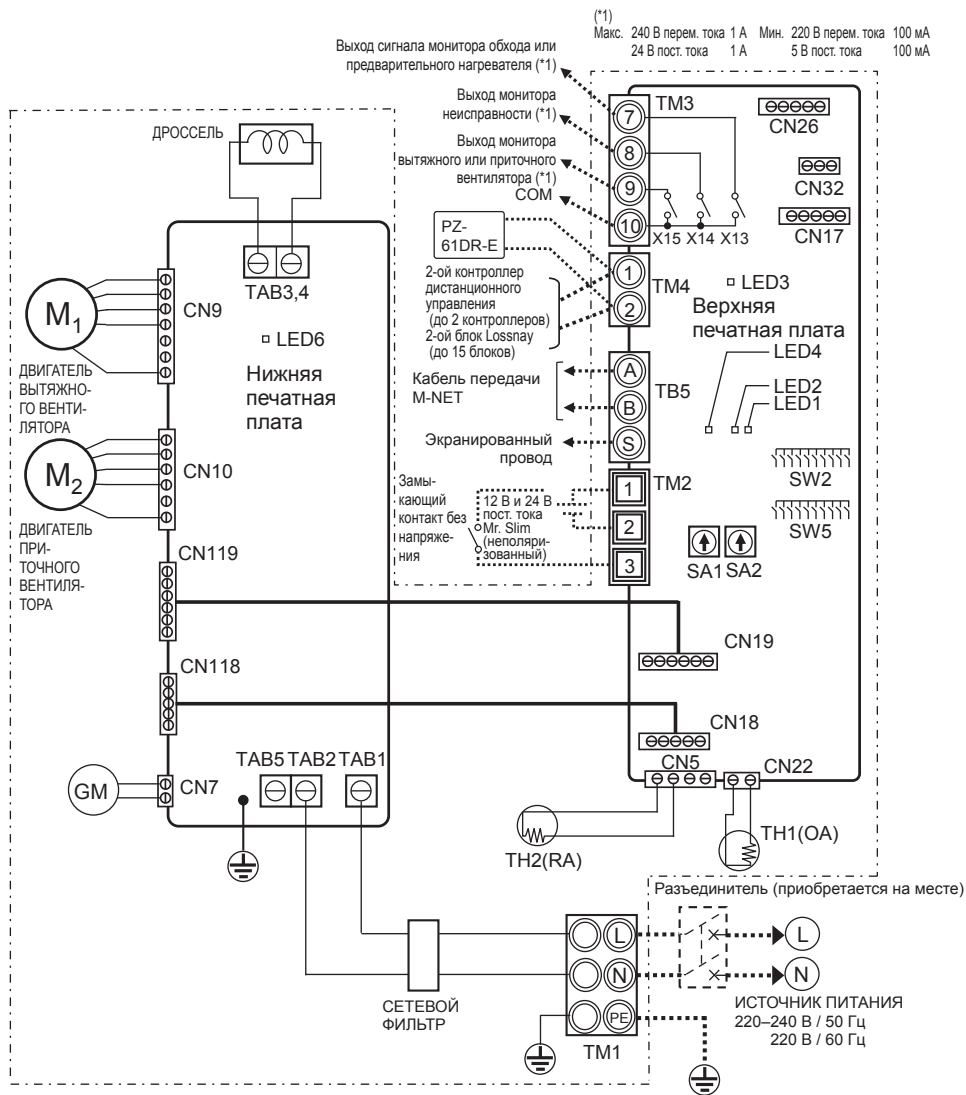 (*1)
Макс. 240 В перем. тока 1 А Мин. 220 В перем. тока 100 мА
24 В пост. тока 1 А 5 В пост. тока 100 мА
Выход сигнала монитора обхода или
предварительного нагревателя (*1)
Выход монитора
неисправности (*1)
Выход монитора
вытяжного или приточного
вентилятора (*1)
COM
7
8
9
10
TM3
X15 X14 X13
CN26
CN32
CN17
PZ-
61DR-E
2-ой контроллер
дистанционного
управления
(до 2 контроллеров)
2-ой блок Lossnay
(до 15 блоков)
1
2
TM4
LED3
Верхняя
печатная плата
LED4
LED2
LED1
Кабель передачи
M-NET
Экранированный
провод
A
B
S
TB5
Замы-
кающий
контакт без
напряже-
ния
12 В и 24 В
пост. тока
Mr. Slim
(неполяри-
зованный)
1
2
3
TM2
SW2
SW5
SA1 SA2
ДРОССЕЛЬ
TAB3,4
LED6
Нижняя
печатная
плата
M1
ДВИГАТЕЛЬ
ВЫТЯЖНО-
ГО ВЕНТИ-
ЛЯТОРА
CN9
M2
ДВИГАТЕЛЬ
ПРИ-
ТОЧНОГО
ВЕНТИЛЯ-
ТОРА
CN10
CN119
CN118
CN19
CN18
CN5
CN22
GM
CN7
TAB5 TAB2 TAB1
TH2(RA)
TH1(OA)
Разъединитель (приобретается на месте)
СЕТЕВОЙ
ФИЛЬТР
L
N
PE
TM1
L
N
ИСТОЧНИК ПИТАНИЯ
220–240 В / 50 Гц
220 В / 60 Гц